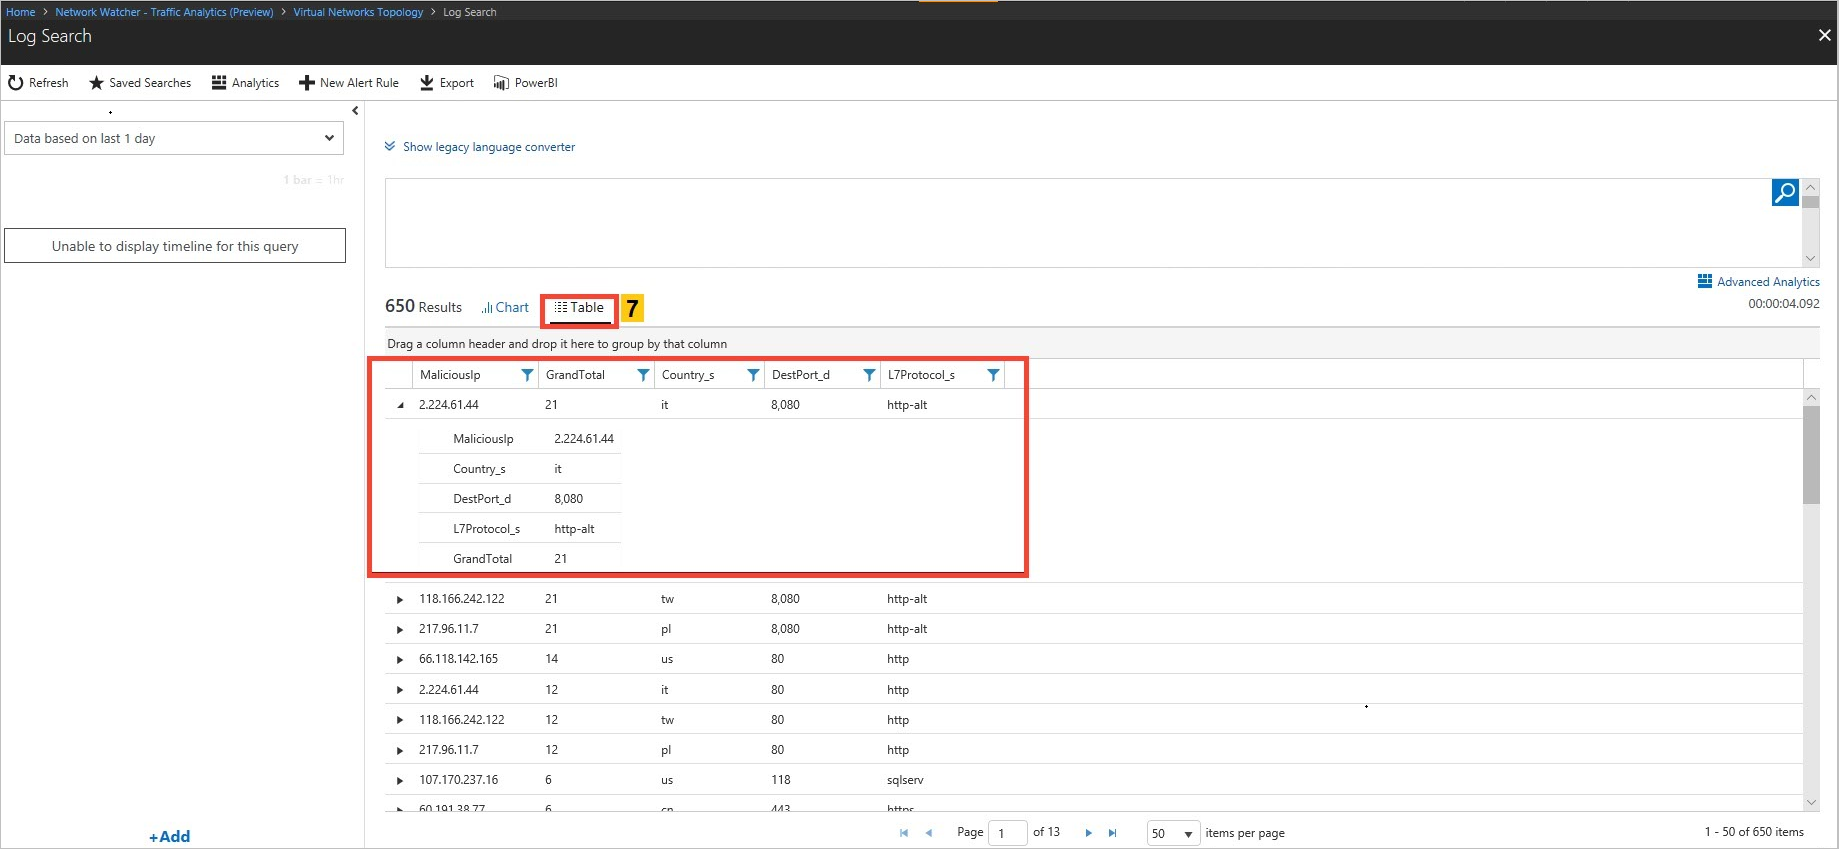 Home > Network Watcher - Traffic Analytics (Preview) > Virtual Networks Topology > Log Search
Log Search
Refresh Saved Searches Analytics New Alert Rule Export PowerBI
Data based on last 1 day
1 bar = 1hr
Unable to display timeline for this query
+Add
Show legacy language converter
Advanced Analytics
650 Results Chart Table 7
00:00:04.092
Drag a column header and drop it here to group by that column
MaliciousIp GrandTotal Country_s DestPort_d L7Protocol_s
2.224.61.44 21 it 8,080 http-alt
MaliciousIp 2.224.61.44
Country_s it
DestPort_d 8,080
L7Protocol_s http-alt
GrandTotal 21
118.166.242.122 21 tw 8,080 http-alt
217.96.11.7 21 pl 8,080 http-alt
66.118.142.165 14 us 80 http
2.224.61.44 12 it 80 http
118.166.242.122 12 tw 80 http
217.96.11.7 12 pl 80 http
107.170.237.16 6 us 118 sqlserv
60.191.38.77 6 cn 443 https
Page 1 of 13 50 items per page 1 - 50 of 650 items